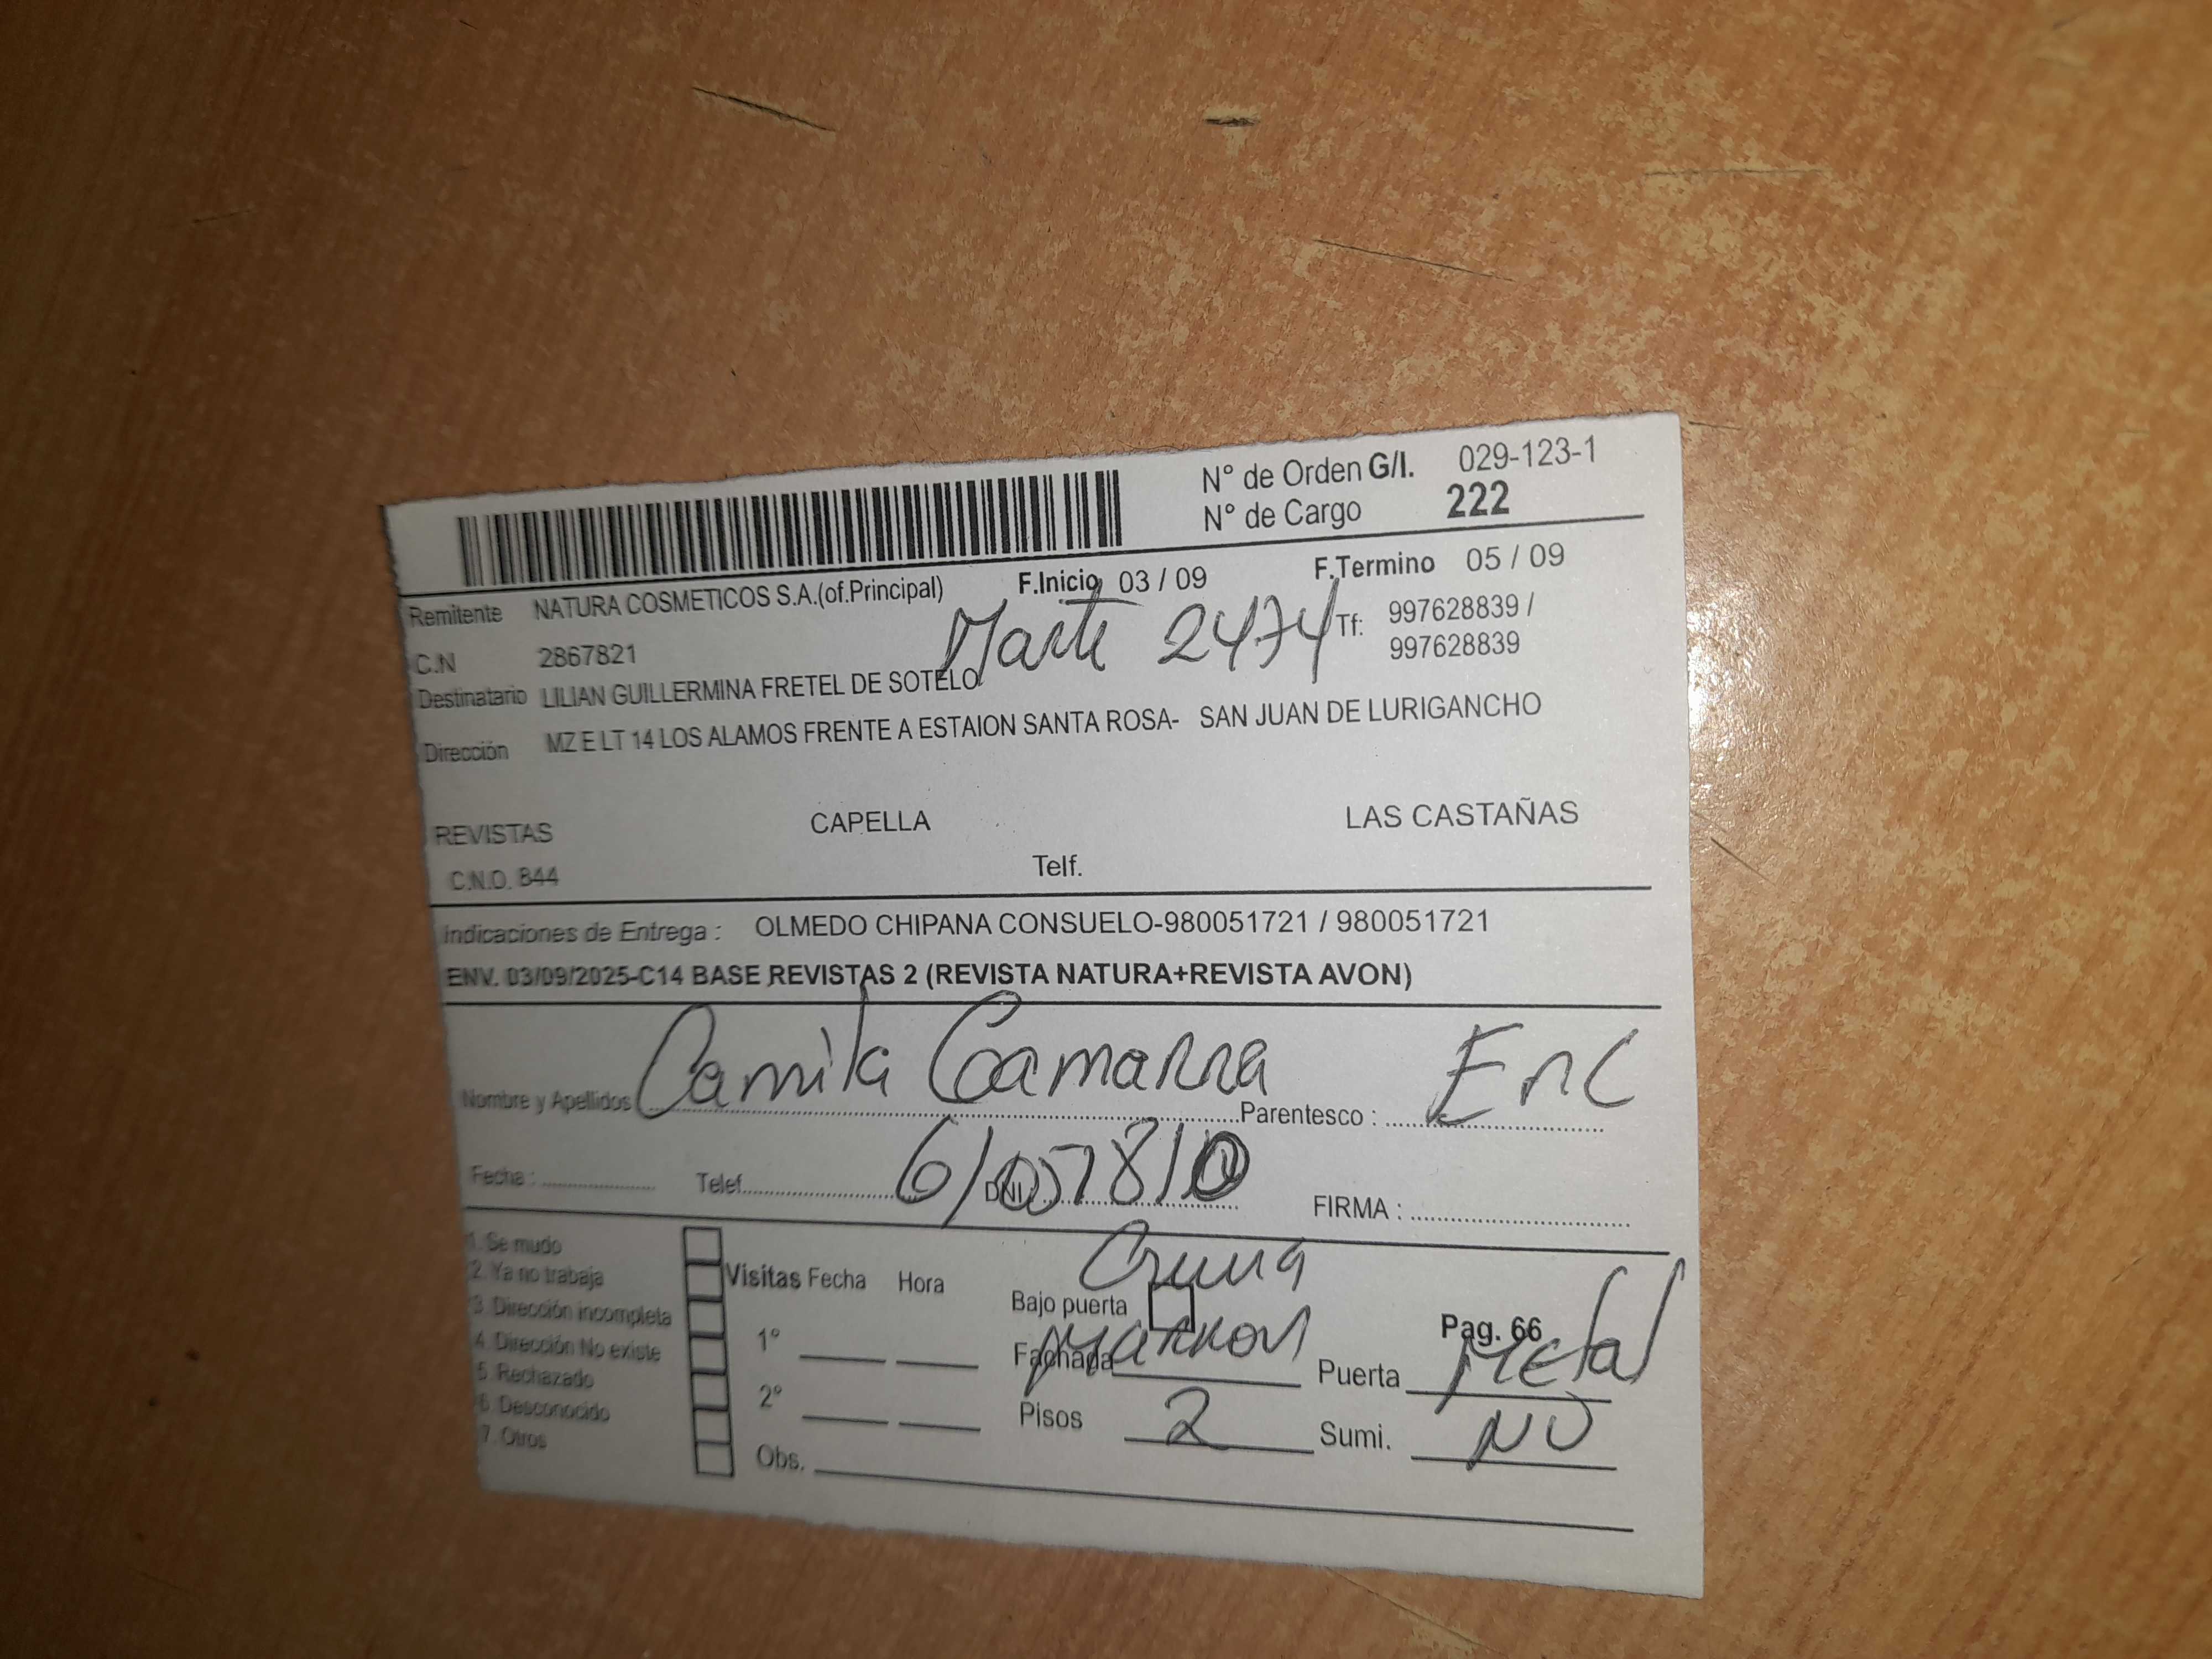 N° de Orden G/I. 029-123-1
N° de Cargo 222
Remitente NATURA COSMETICOS S.A.(of.Principal) F.Inicio 03 / 09 F.Termino 05 / 09
Marte 2474 Tf: 997628839 /
C.N 2867821 997628839
Destinatario LILIAN GUILLERMINA FRETEL DE SOTELO
Dirección MZ E LT 14 LOS ALAMOS FRENTE A ESTAION SANTA ROSA- SAN JUAN DE LURIGANCHO
REVISTAS CAPELLA LAS CASTAÑAS
C.N.O. 844 Telf.
Indicaciones de Entrega : OLMEDO CHIPANA CONSUELO-980051721 / 980051721
ENV. 03/09/2025-C14 BASE REVISTAS 2 (REVISTA NATURA+REVISTA AVON)
Nombre y Apellidos Camila Gamarra Parentesco : Enc
Fecha : Telef. DNI FIRMA :
1. Se mudo
2. Ya no trabaja
3. Dirección incompleta
4. Dirección No existe
5. Rechazado
6. Desconocido
7. Otros
Visitas Fecha Hora
1°
2°
Obs.
Crema
Bajo puerta Pag. 66
Fachada marron Puerta Metal
Pisos 2 Sumi. NO